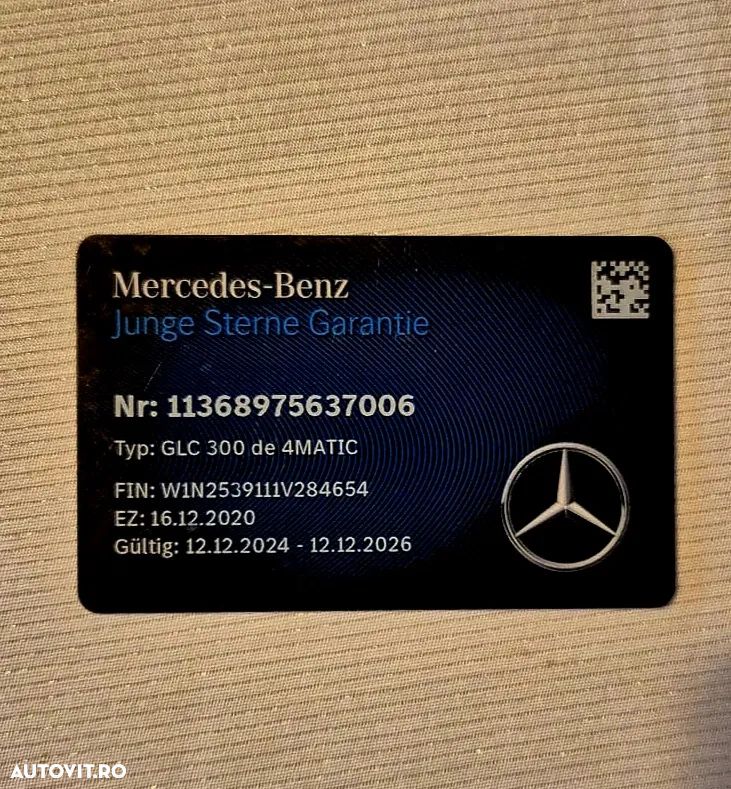 Mercedes-Benz
Junge Sterne Garantie
Nr: 11368975637006
Typ: GLC 300 de 4MATIC
FIN: W1N2539111V284654
EZ: 16.12.2020
Gültig: 12.12.2024 - 12.12.2026
AUTOVIT.RO